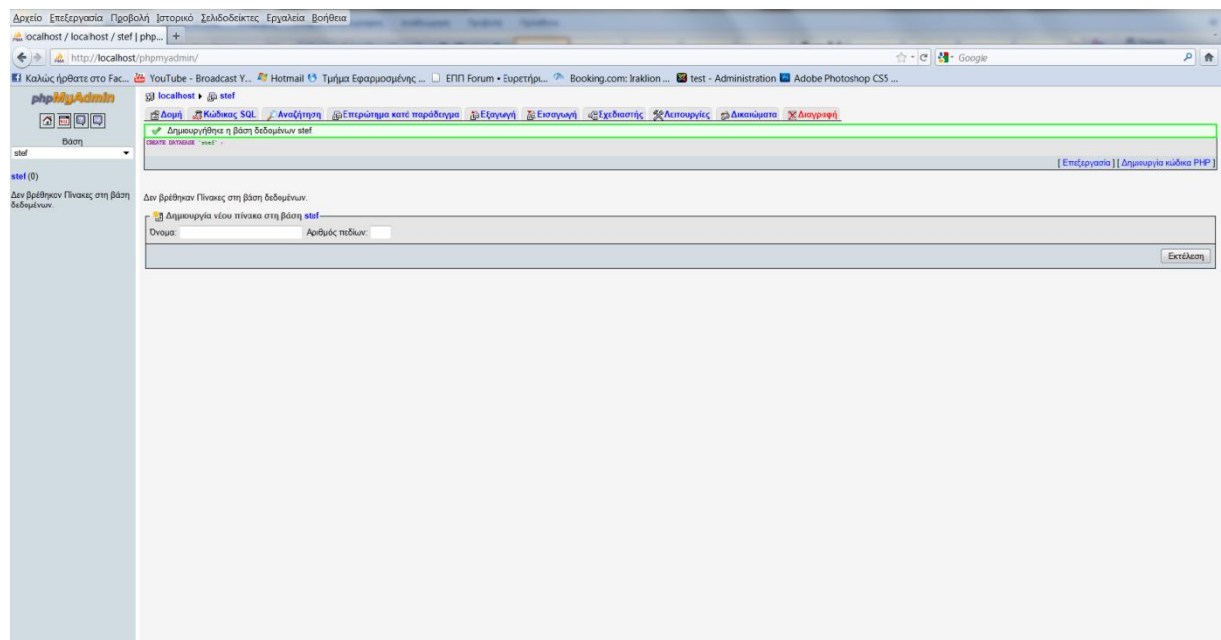 Αρχείο Επεξεργασία Προβολή Ιστορικό Σελιδοδείκτες Εργαλεία Βοήθεια
localhost / localhost / stef | php... +
http://localhost/phpmyadmin/ Google
Καλώς ήρθατε στο Fac... YouTube - Broadcast Y... Hotmail Τμήμα Εφαρμοσμένης ... ΕΠΠ Forum • Ευρετήρι... Booking.com: Iraklion ... test - Administration Adobe Photoshop CS5 ...
phpMyAdmin
Βάση
stef
stef (0)
Δεν βρέθηκαν Πίνακες στη βάση δεδομένων.
localhost ▸ stef
Δομή Κώδικας SQL Αναζήτηση Επερώτημα κατά παράδειγμα Εξαγωγή Εισαγωγή Σχεδιαστής Λειτουργίες Δικαιώματα Διαγραφή
Δημιουργήθηκε η βάση δεδομένων stef
CREATE DATABASE `stef` ;
[ Επεξεργασία ] [ Δημιουργία κώδικα PHP ]
Δεν βρέθηκαν Πίνακες στη βάση δεδομένων.
Δημιουργία νέου πίνακα στη βάση stef
Όνομα: Αριθμός πεδίων:
Εκτέλεση